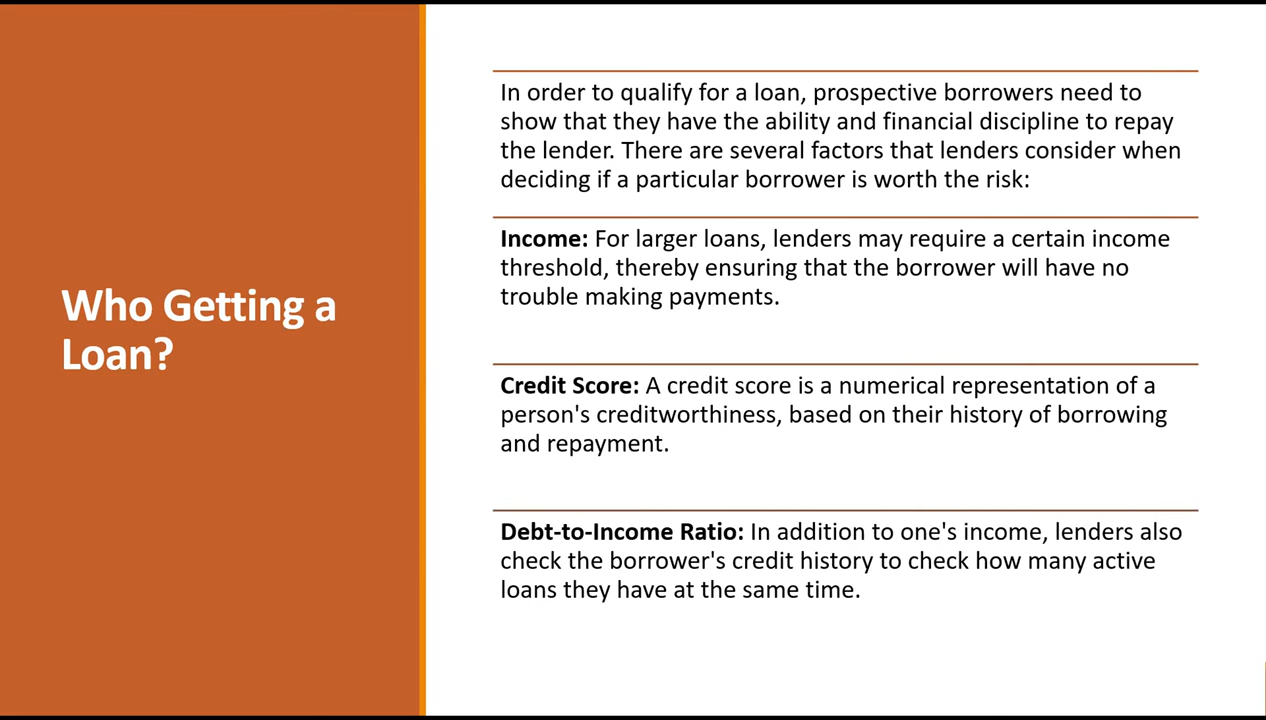 Who Getting a
Loan?
In order to qualify for a loan, prospective borrowers need to
show that they have the ability and financial discipline to repay
the lender. There are several factors that lenders consider when
deciding if a particular borrower is worth the risk:
Income: For larger loans, lenders may require a certain income
threshold, thereby ensuring that the borrower will have no
trouble making payments.
Credit Score: A credit score is a numerical representation of a
person's creditworthiness, based on their history of borrowing
and repayment.
Debt-to-Income Ratio: In addition to one's income, lenders also
check the borrower's credit history to check how many active
loans they have at the same time.